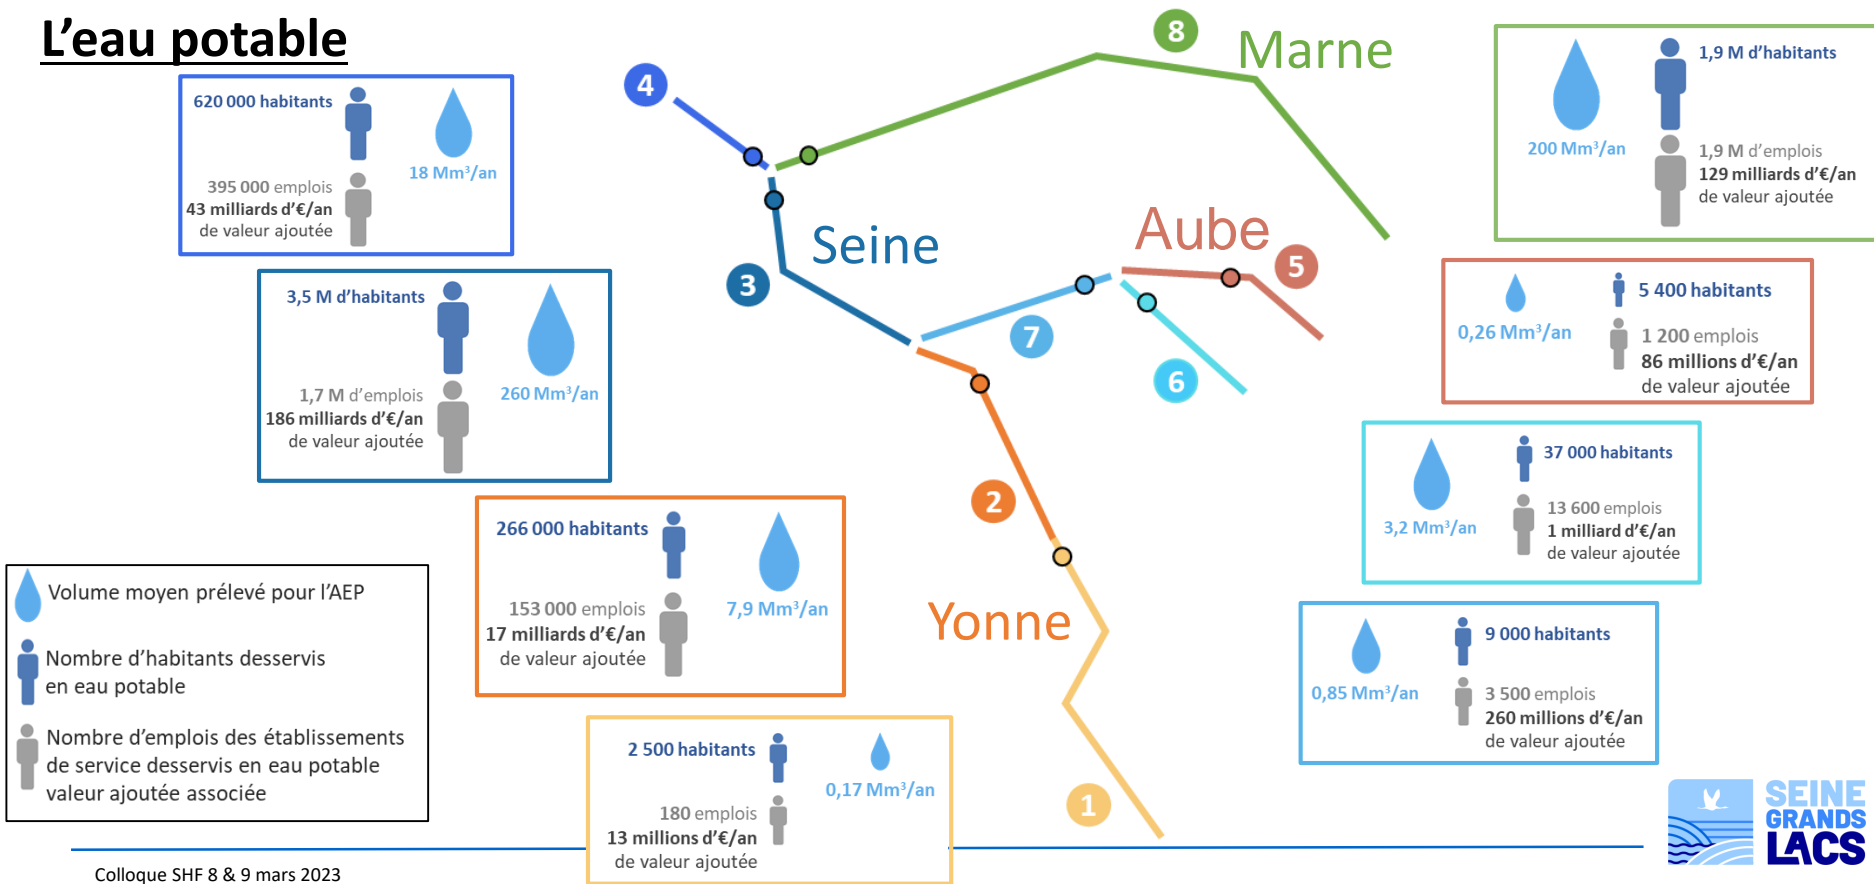 L'eau potable
620 000 habitants
18 Mm³/an
395 000 emplois
43 milliards d'€/an
de valeur ajoutée
3,5 M d'habitants
260 Mm³/an
1,7 M d'emplois
186 milliards d'€/an
de valeur ajoutée
266 000 habitants
7,9 Mm³/an
153 000 emplois
17 milliards d'€/an
de valeur ajoutée
2 500 habitants
0,17 Mm³/an
180 emplois
13 millions d'€/an
de valeur ajoutée
Volume moyen prélevé pour l'AEP
Nombre d'habitants desservis
en eau potable
Nombre d'emplois des établissements
de service desservis en eau potable
valeur ajoutée associée
4
8
Marne
Seine
3
Aube
5
7
6
2
Yonne
1
1,9 M d'habitants
200 Mm³/an
1,9 M d'emplois
129 milliards d'€/an
de valeur ajoutée
5 400 habitants
0,26 Mm³/an
1 200 emplois
86 millions d'€/an
de valeur ajoutée
37 000 habitants
3,2 Mm³/an
13 600 emplois
1 milliard d'€/an
de valeur ajoutée
9 000 habitants
0,85 Mm³/an
3 500 emplois
260 millions d'€/an
de valeur ajoutée
SEINE
GRANDS
LACS
Colloque SHF 8 & 9 mars 2023